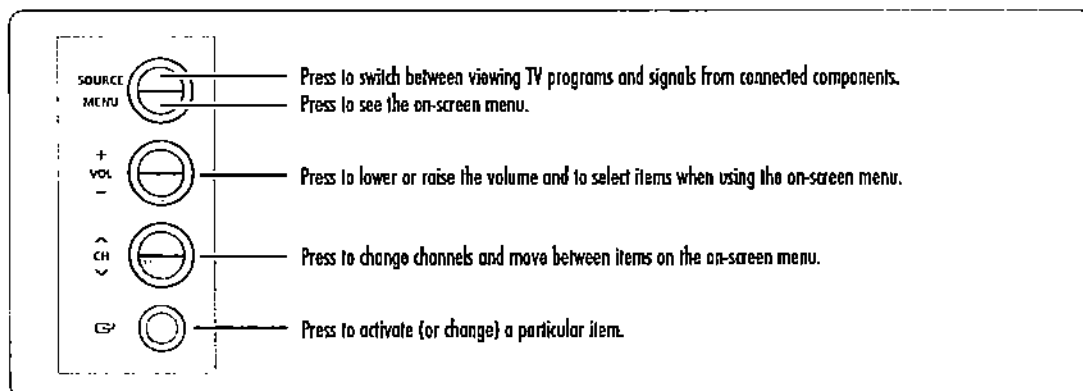 SOURCE
Press to switch between viewing TV programs and signals from connected components.
MENU
Press to see the on-screen menu.
+
VOL
−
Press to lower or raise the volume and to select items when using the on-screen menu.
CH
Press to change channels and move between items on the on-screen menu.
Press to activate (or change) a particular item.